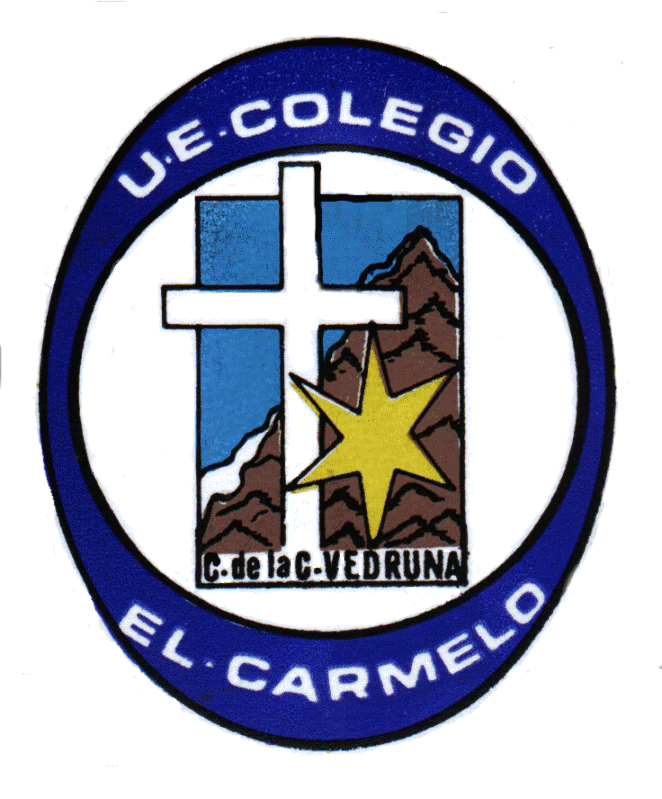 U.E.COLEGIO
C. de la C. VEDRUNA
EL.CARMELO